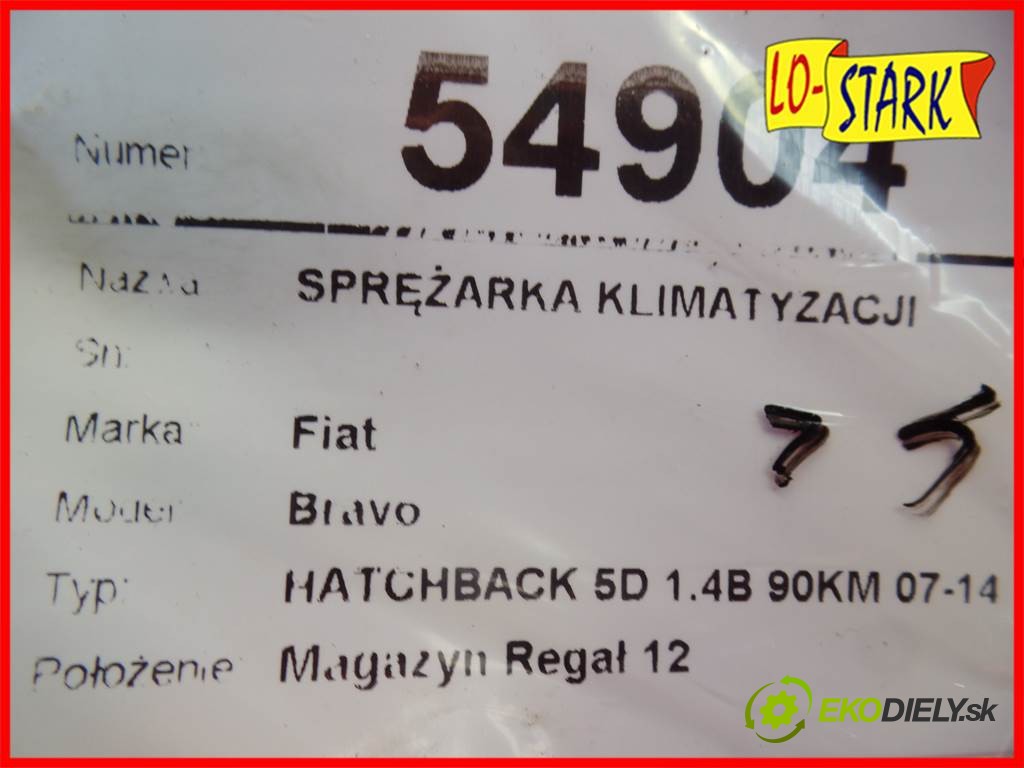 LO-STARK
Numer 54904
Nazwa SPRĘŻARKA KLIMATYZACJI
Sn:
Marka Fiat
Model Bravo
Typ: HATCHBACK 5D 1.4B 90KM 07-14
Położenie Magazyn Regał 12
EKODIELY.sk